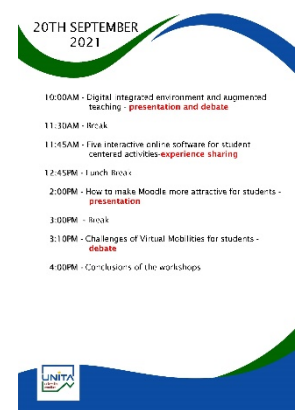 20TH SEPTEMBER
2021
10:00AM - Digital integrated environment and augmented
teaching - presentation and debate
11:30AM - Break
11:45AM - Five interactive online software for student
centered activities-experience sharing
12:45PM - Lunch Break
2:00PM - How to make Moodle more attractive for students -
presentation
3:00PM - Break
3:10PM - Challenges of Virtual Mobilities for students -
debate
4:00PM - Conclusions of the workshops
UNITA